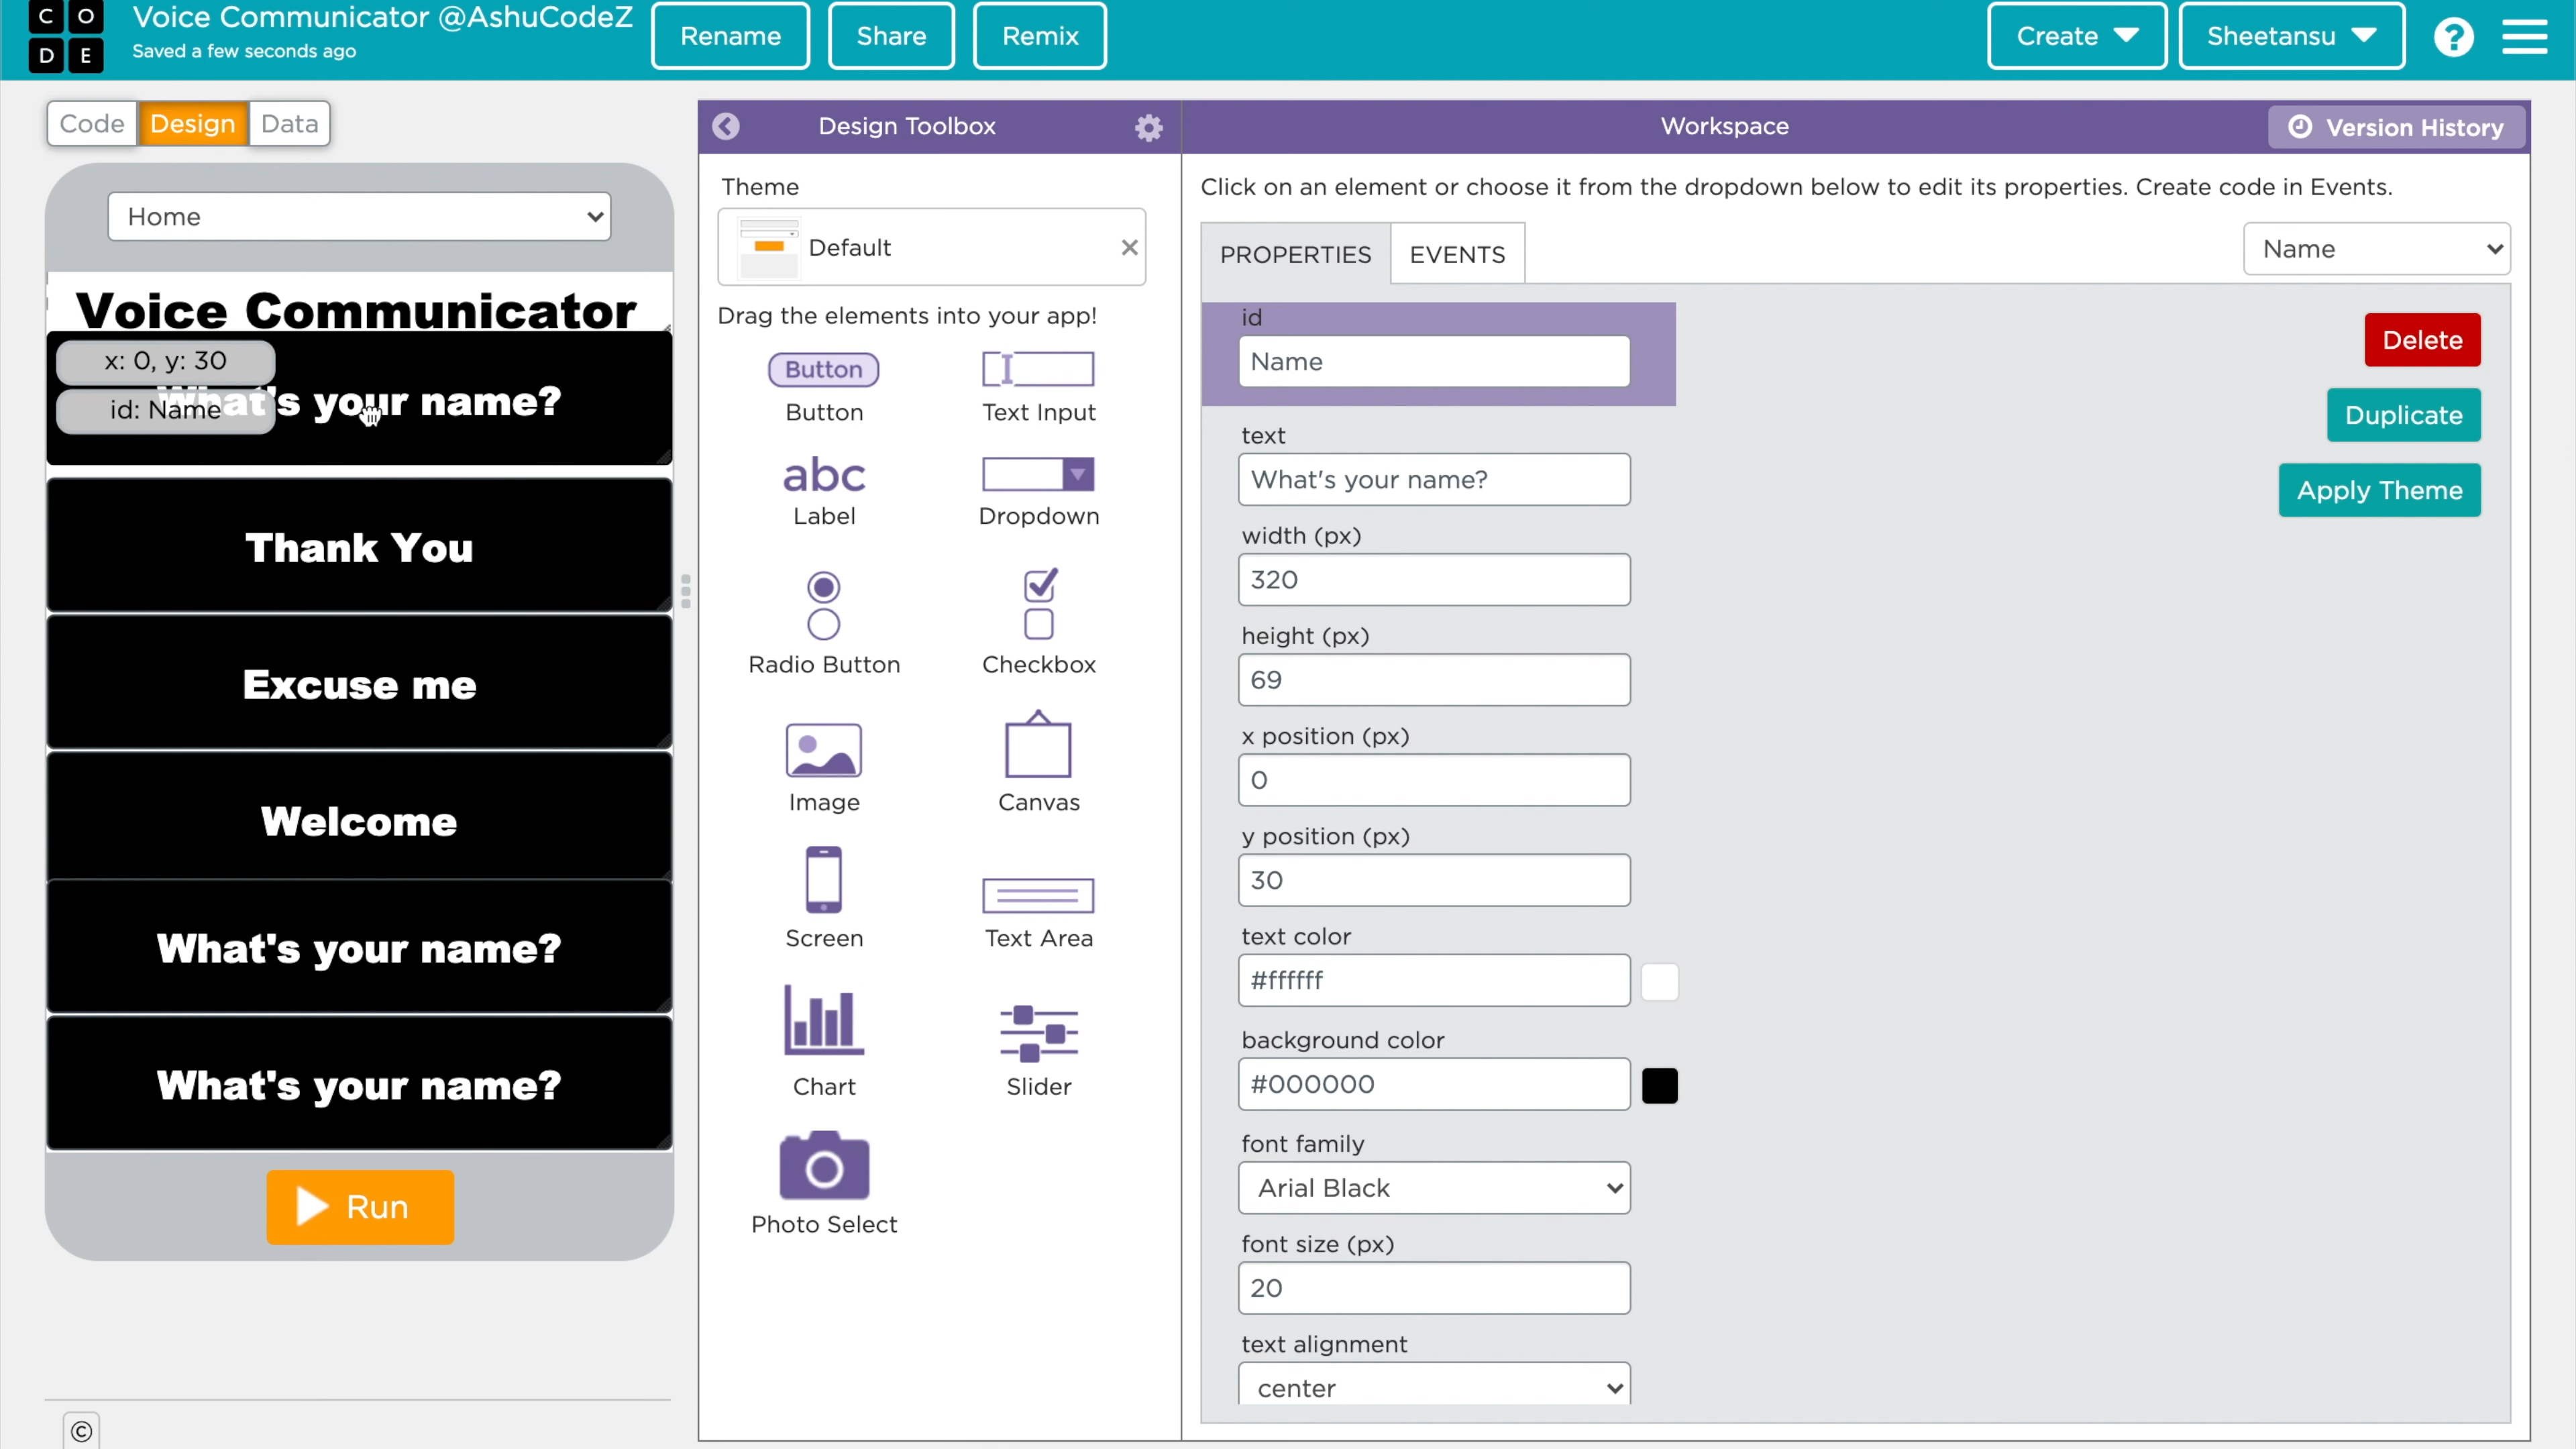 CODE
Voice Communicator @AshuCodeZ
Saved a few seconds ago
Rename
Share
Remix
Create
Sheetansu
?
Code
Design
Data
Home
Voice Communicator
x: 0, y: 30
id: Name
What's your name?
Thank You
Excuse me
Welcome
What's your name?
What's your name?
Run
©
Design Toolbox
Theme
Default
Drag the elements into your app!
Button
Button
Text Input
abc
Label
Dropdown
Radio Button
Checkbox
Image
Canvas
Screen
Text Area
Chart
Slider
Photo Select
Workspace
Version History
Click on an element or choose it from the dropdown below to edit its properties. Create code in Events.
PROPERTIES
EVENTS
Name
id
Name
text
What's your name?
width (px)
320
height (px)
69
x position (px)
0
y position (px)
30
text color
#ffffff
background color
#000000
font family
Arial Black
font size (px)
20
text alignment
center
Delete
Duplicate
Apply Theme